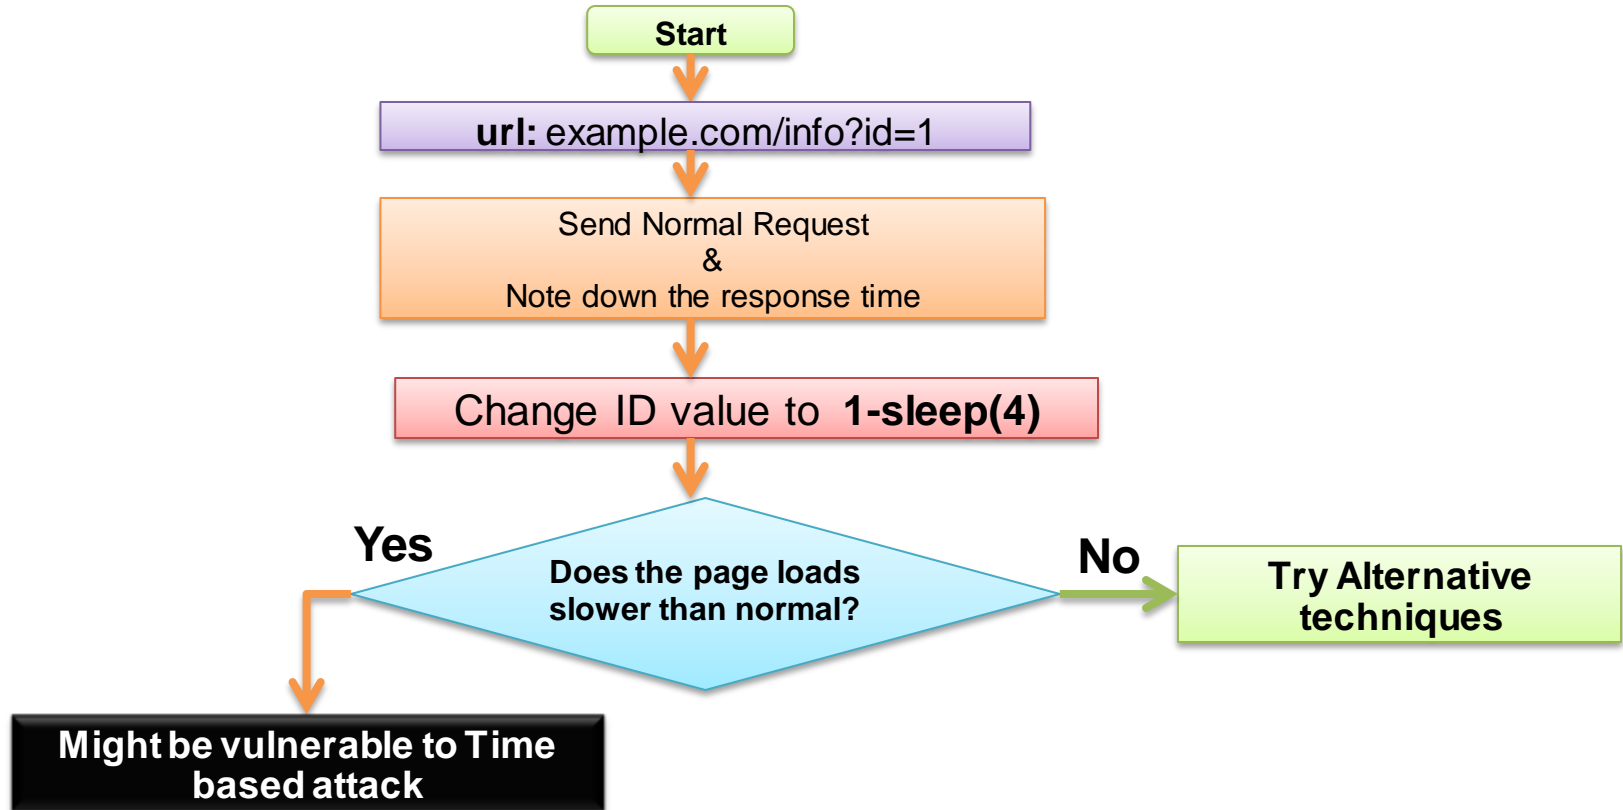 Start
url: example.com/info?id=1
Send Normal Request
&
Note down the response time
Change ID value to 1-sleep(4)
Yes
Does the page loads
slower than normal?
No
Try Alternative
techniques
Might be vulnerable to Time
based attack